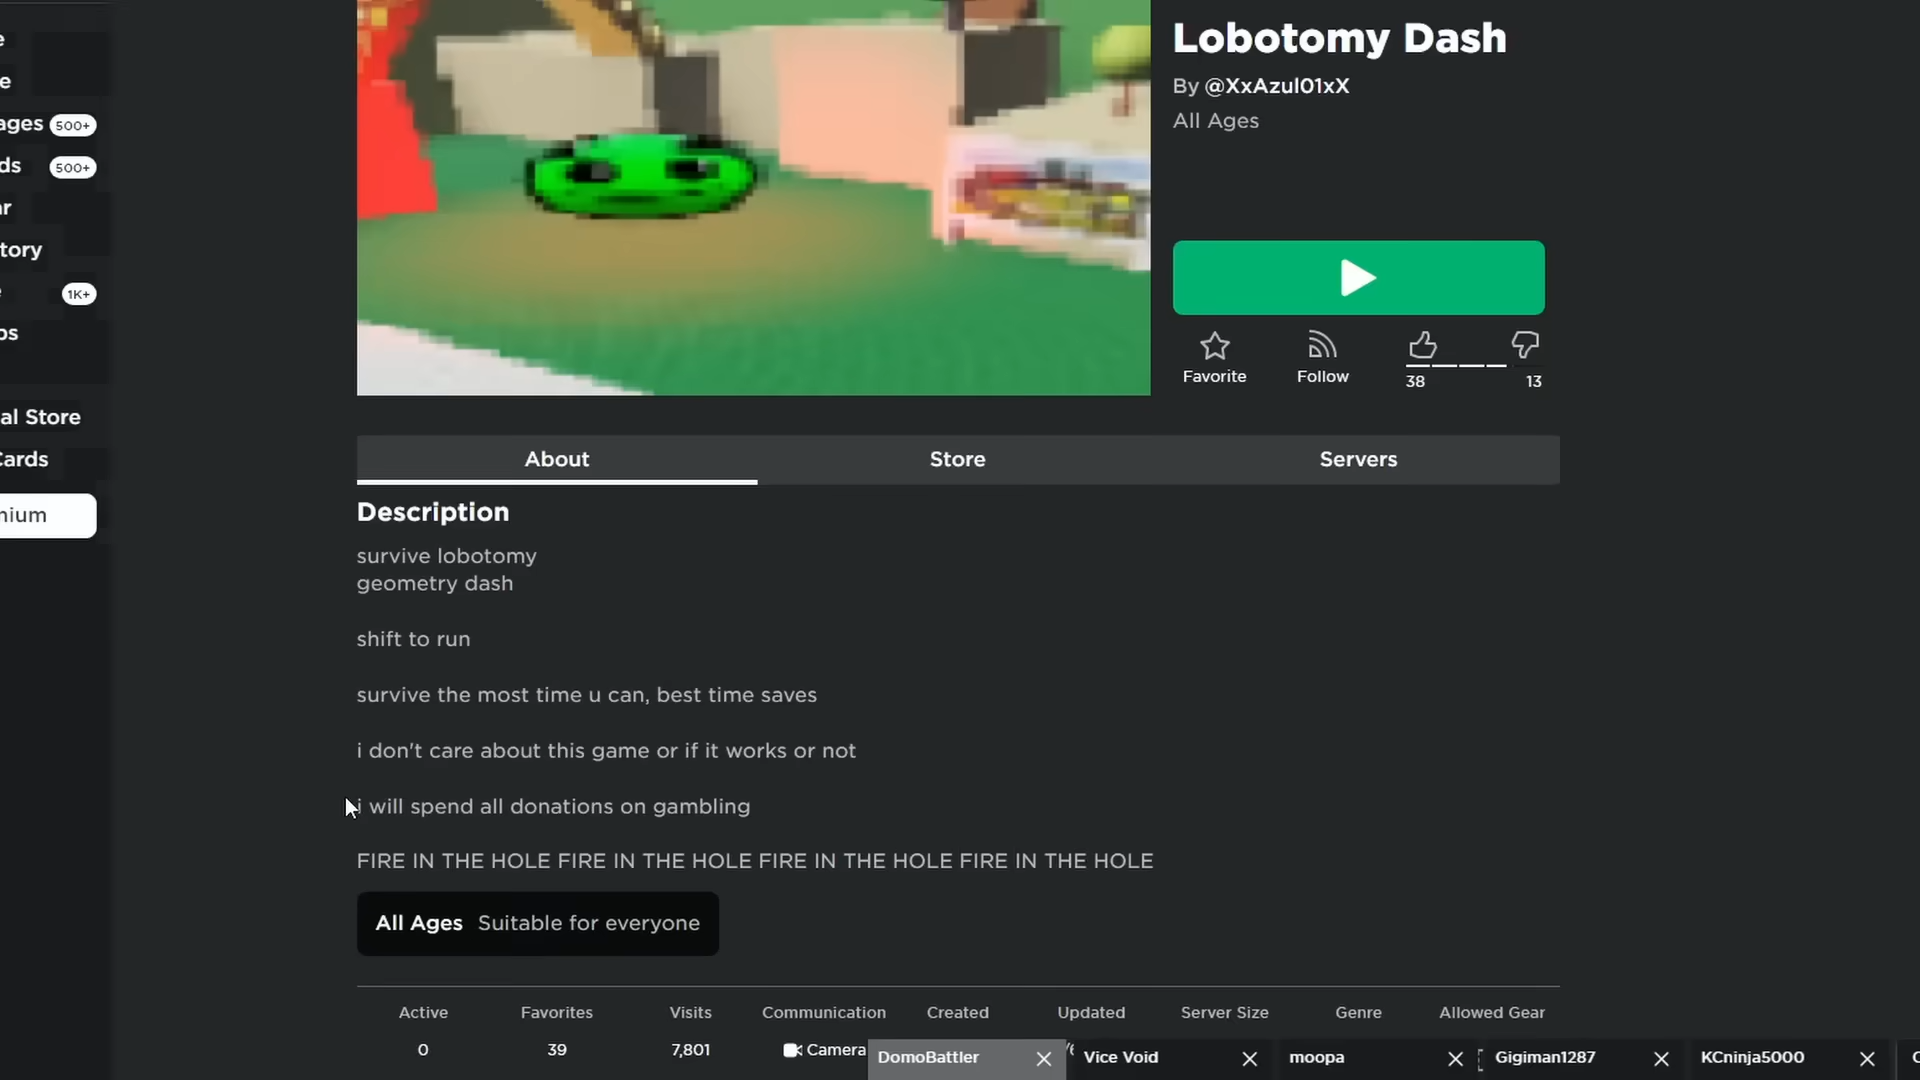 Lobotomy Dash
By @XxAzul01xX
All Ages
ages 500+
ds 500+
ar
tory
1K+
ps
al Store
Cards
nium
Favorite
Follow
38
13
About
Store
Servers
Description
survive lobotomy
geometry dash
shift to run
survive the most time u can, best time saves
i don't care about this game or if it works or not
i will spend all donations on gambling
FIRE IN THE HOLE FIRE IN THE HOLE FIRE IN THE HOLE FIRE IN THE HOLE
All Ages Suitable for everyone
Active Favorites Visits Communication Created Updated Server Size Genre Allowed Gear
0 39 7,801 Camera
DomoBattler Vice Void moopa Gigiman1287 KCninja5000